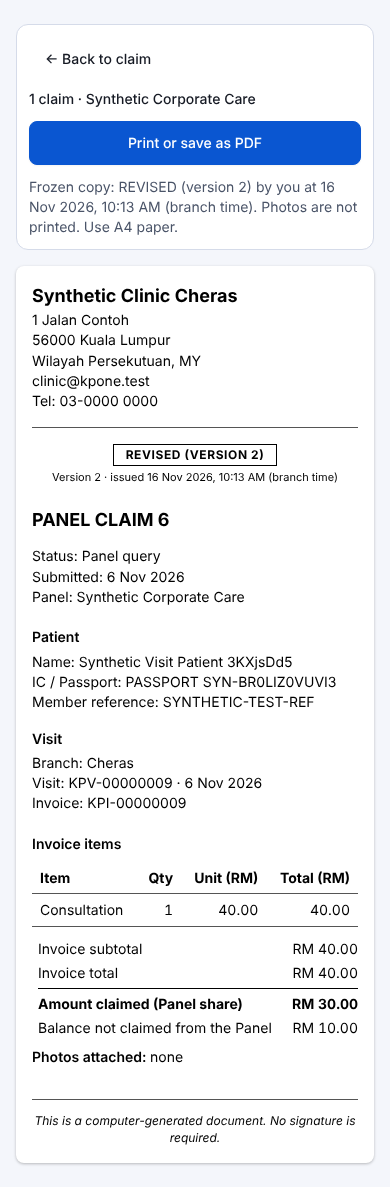 ← Back to claim
1 claim · Synthetic Corporate Care
Print or save as PDF
Frozen copy: REVISED (version 2) by you at 16
Nov 2026, 10:13 AM (branch time). Photos are not
printed. Use A4 paper.
Synthetic Clinic Cheras
1 Jalan Contoh
56000 Kuala Lumpur
Wilayah Persekutuan, MY
clinic@kpone.test
Tel: 03-0000 0000
REVISED (VERSION 2)
Version 2 · issued 16 Nov 2026, 10:13 AM (branch time)
PANEL CLAIM 6
Status: Panel query
Submitted: 6 Nov 2026
Panel: Synthetic Corporate Care
Patient
Name: Synthetic Visit Patient 3KXjsDd5
IC / Passport: PASSPORT SYN-BR0LIZ0VUVI3
Member reference: SYNTHETIC-TEST-REF
Visit
Branch: Cheras
Visit: KPV-00000009 · 6 Nov 2026
Invoice: KPI-00000009
Invoice items
Item Qty Unit (RM) Total (RM)
Consultation 1 40.00 40.00
Invoice subtotal RM 40.00
Invoice total RM 40.00
Amount claimed (Panel share) RM 30.00
Balance not claimed from the Panel RM 10.00
Photos attached: none
This is a computer-generated document. No signature is
required.